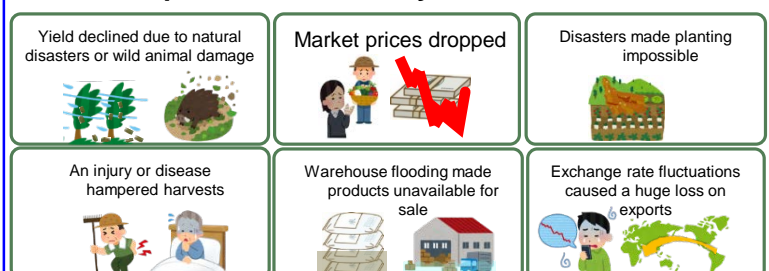 Yield declined due to natural
disasters or wild animal damage
Market prices dropped
Disasters made planting
impossible
An injury or disease
hampered harvests
Warehouse flooding made
products unavailable for
sale
Exchange rate fluctuations
caused a huge loss on
exports